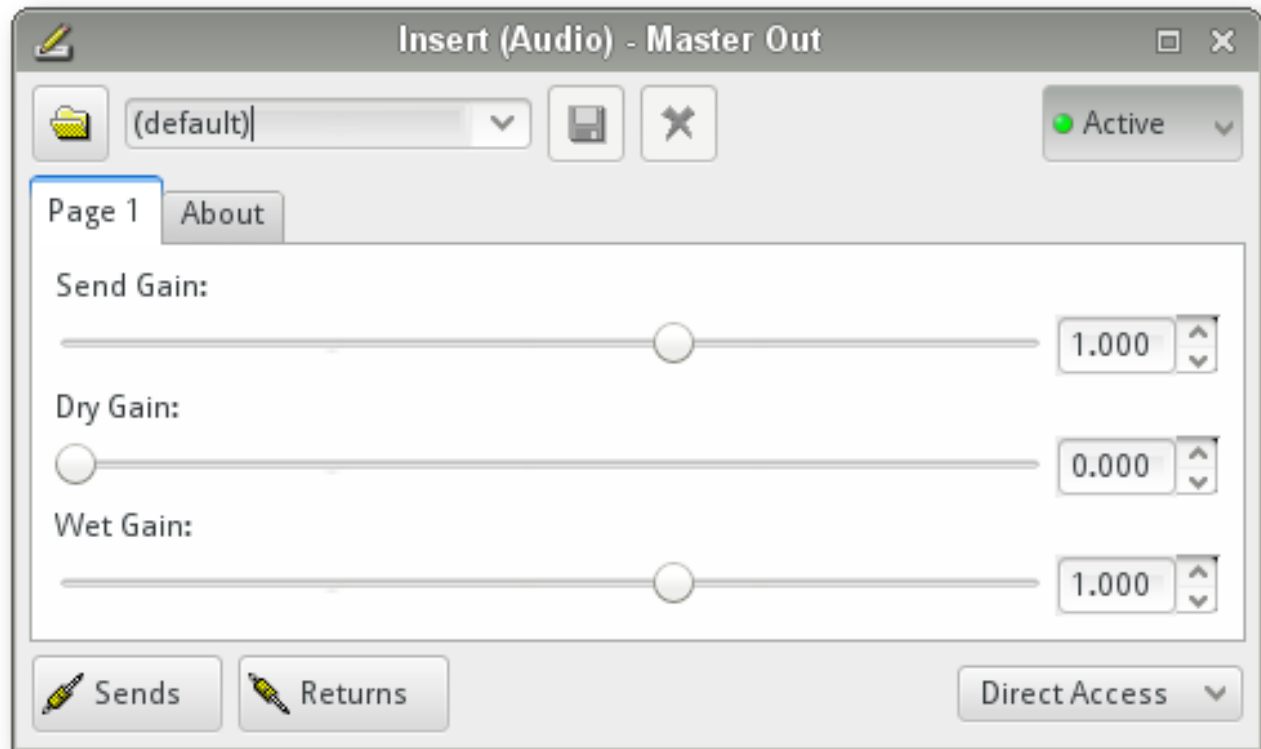 Insert (Audio) - Master Out
(default)
Active
Page 1 About
Send Gain:
1.000
Dry Gain:
0.000
Wet Gain:
1.000
Sends Returns Direct Access